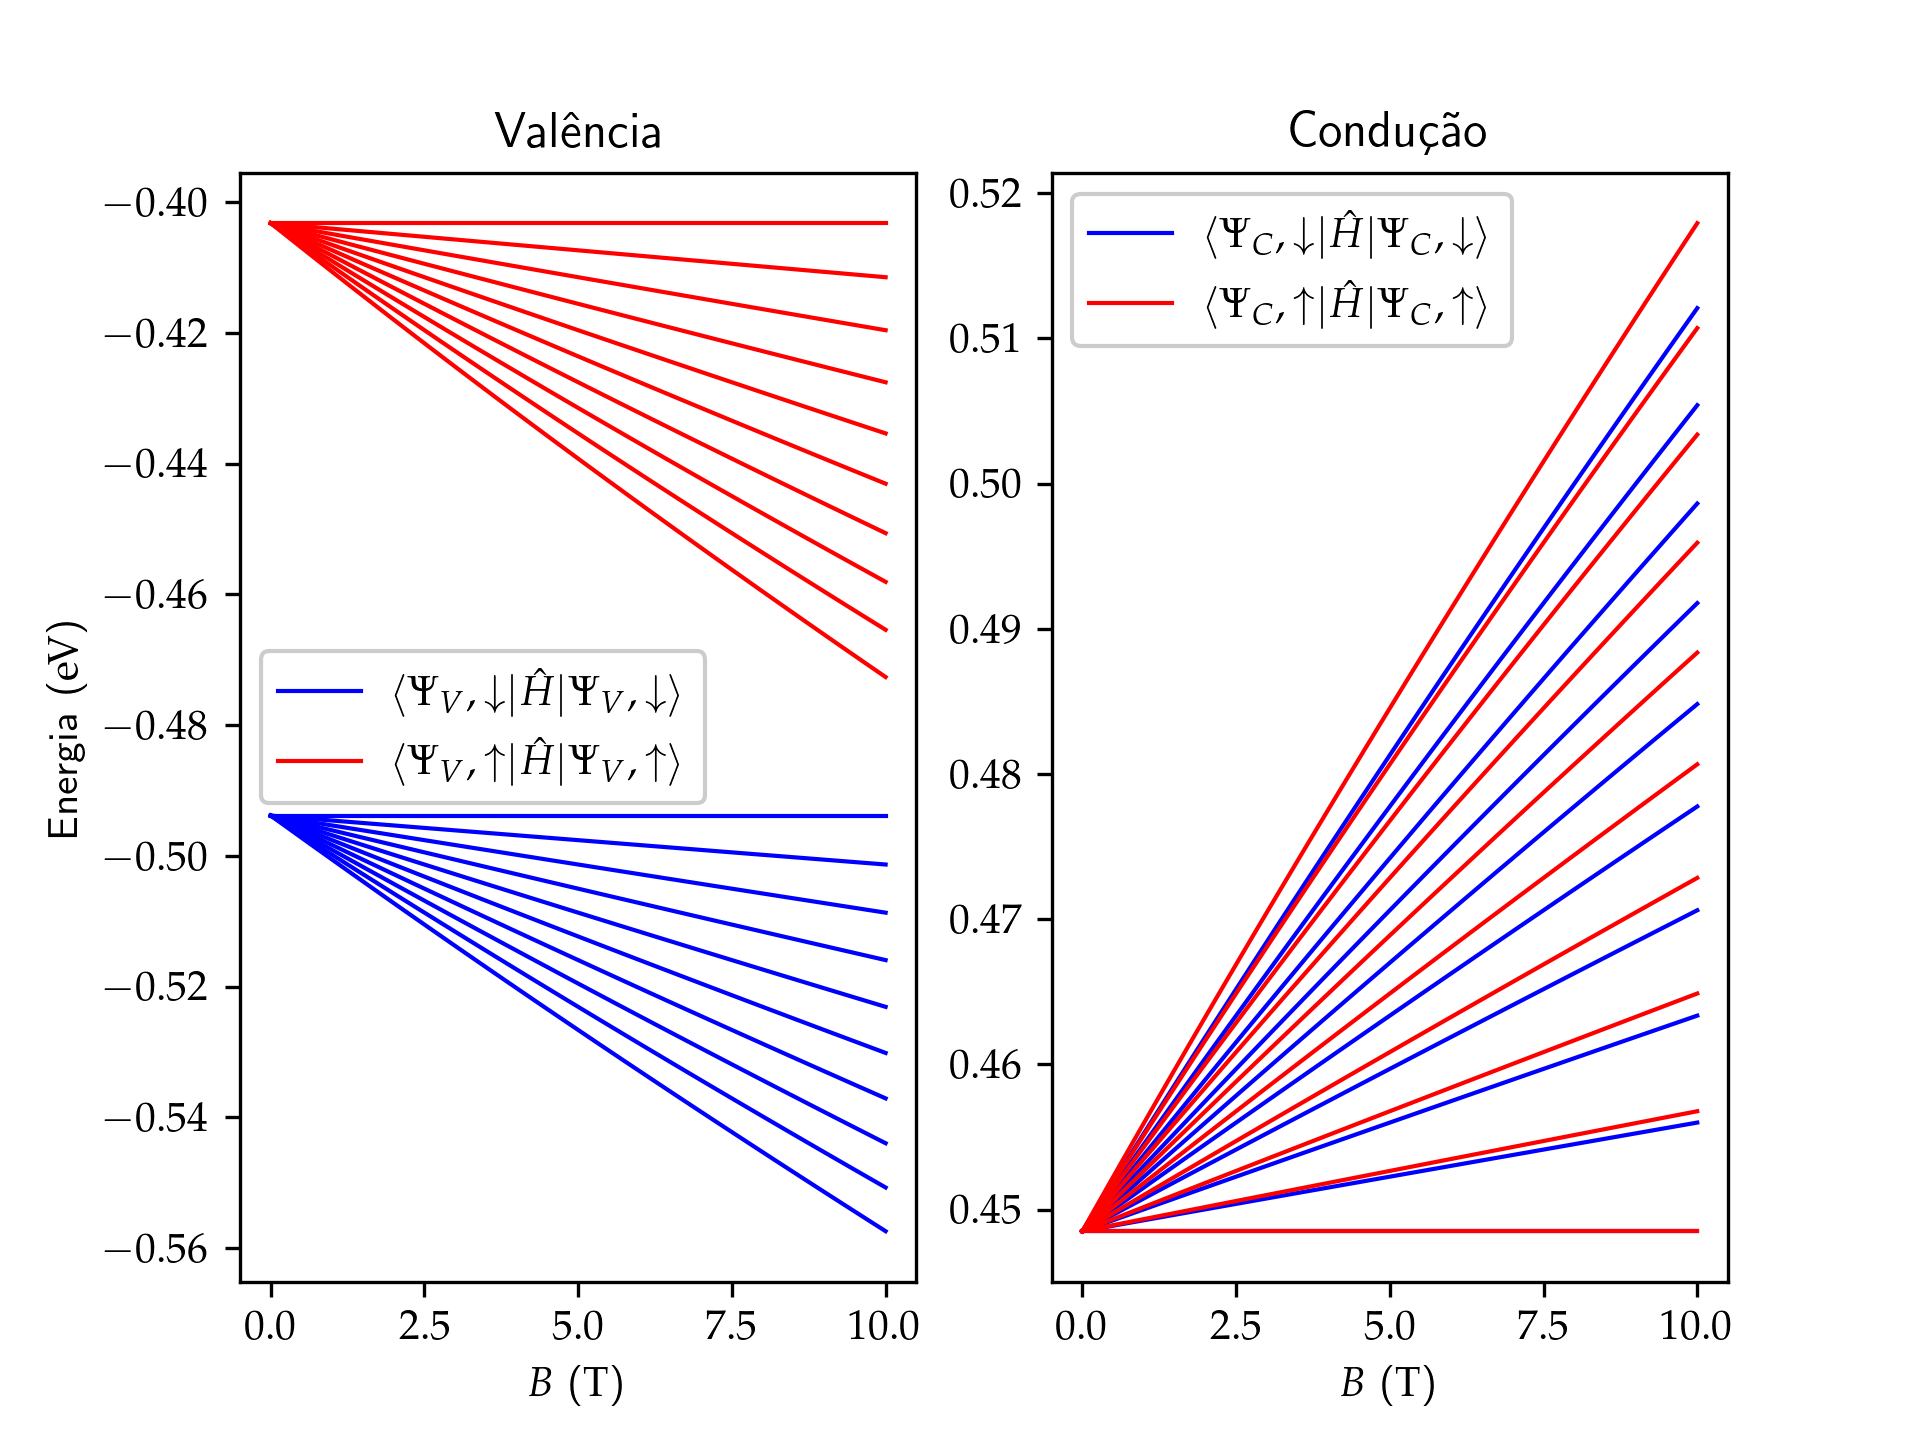 Valência
Energia (eV)
−0.40
−0.42
−0.44
−0.46
−0.48
−0.50
−0.52
−0.54
−0.56
⟨Ψ_V,↓|Ĥ|Ψ_V,↓⟩
⟨Ψ_V,↑|Ĥ|Ψ_V,↑⟩
0.0 2.5 5.0 7.5 10.0
B (T)
Condução
0.52
0.51
0.50
0.49
0.48
0.47
0.46
0.45
⟨Ψ_C,↓|Ĥ|Ψ_C,↓⟩
⟨Ψ_C,↑|Ĥ|Ψ_C,↑⟩
0.0 2.5 5.0 7.5 10.0
B (T)